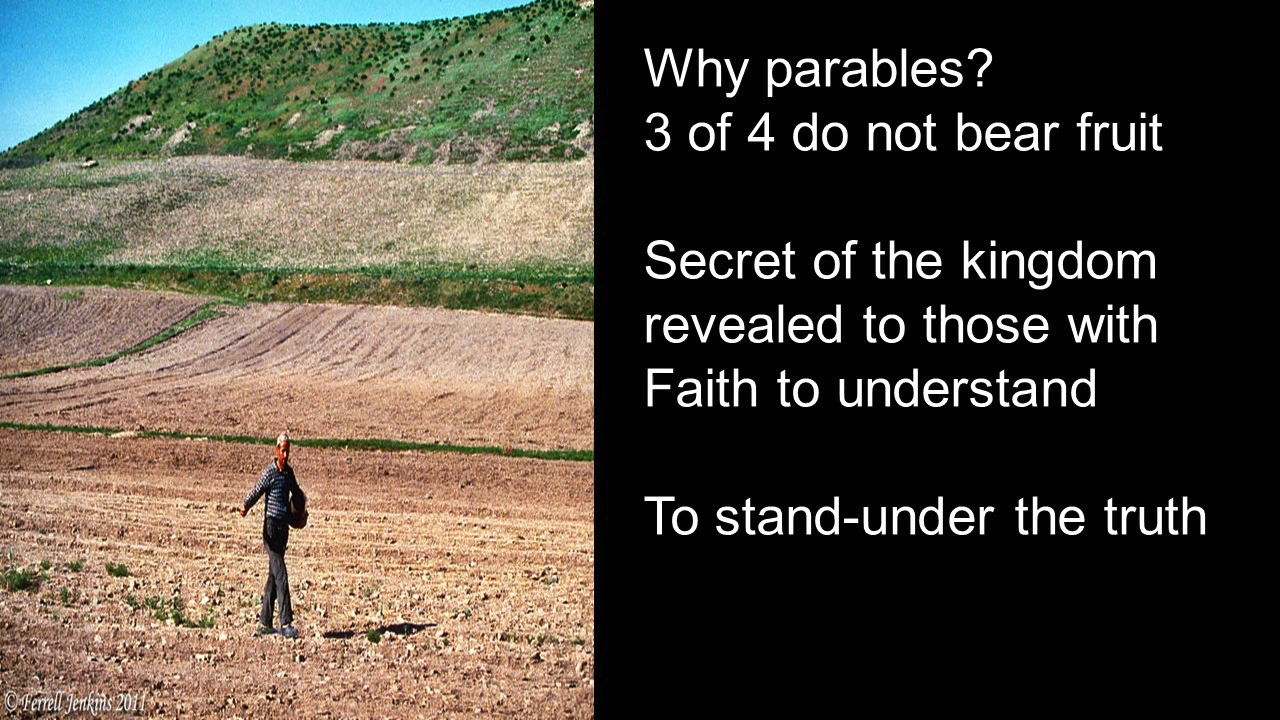 Why parables?
3 of 4 do not bear fruit
Secret of the kingdom
revealed to those with
Faith to understand
To stand-under the truth
© Ferrell Jenkins 2011